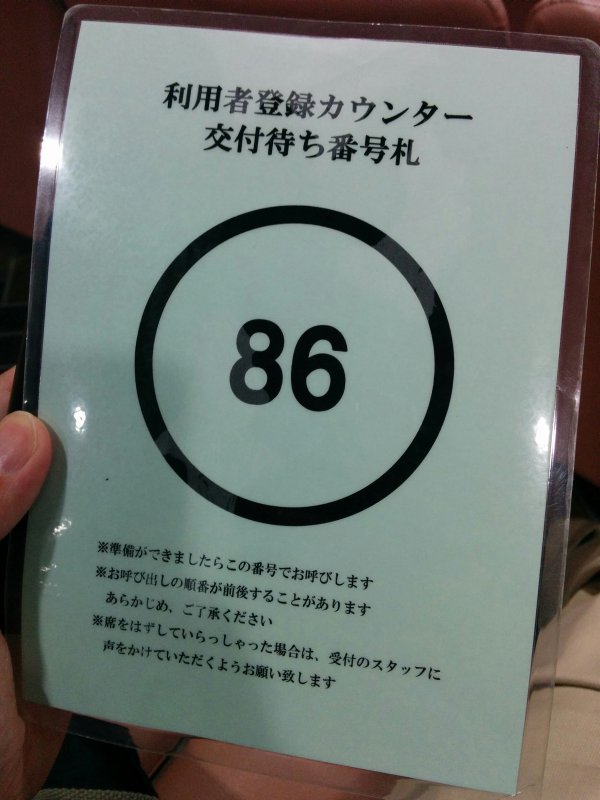 利用者登録カウンター
交付待ち番号札
86
※準備ができましたらこの番号でお呼びします
※お呼び出しの順番が前後することがあります
あらかじめ、ご了承ください
※席をはずしていらっしゃった場合は、受付のスタッフに
声をかけていただくようお願い致します